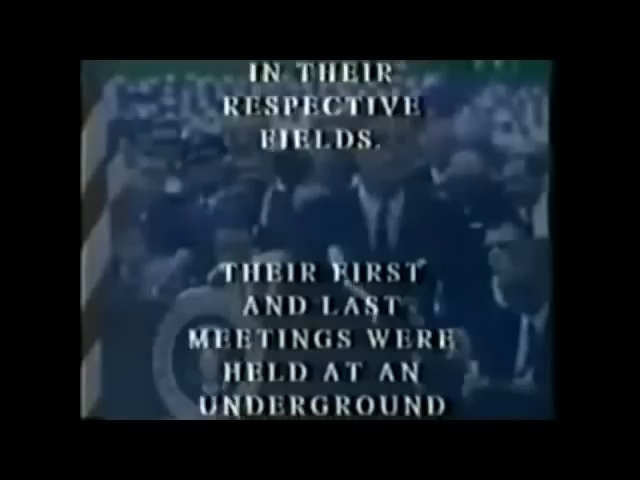 IN THEIR
RESPECTIVE
FIELDS.
THEIR FIRST
AND LAST
MEETINGS WERE
HELD AT AN
UNDERGROUND